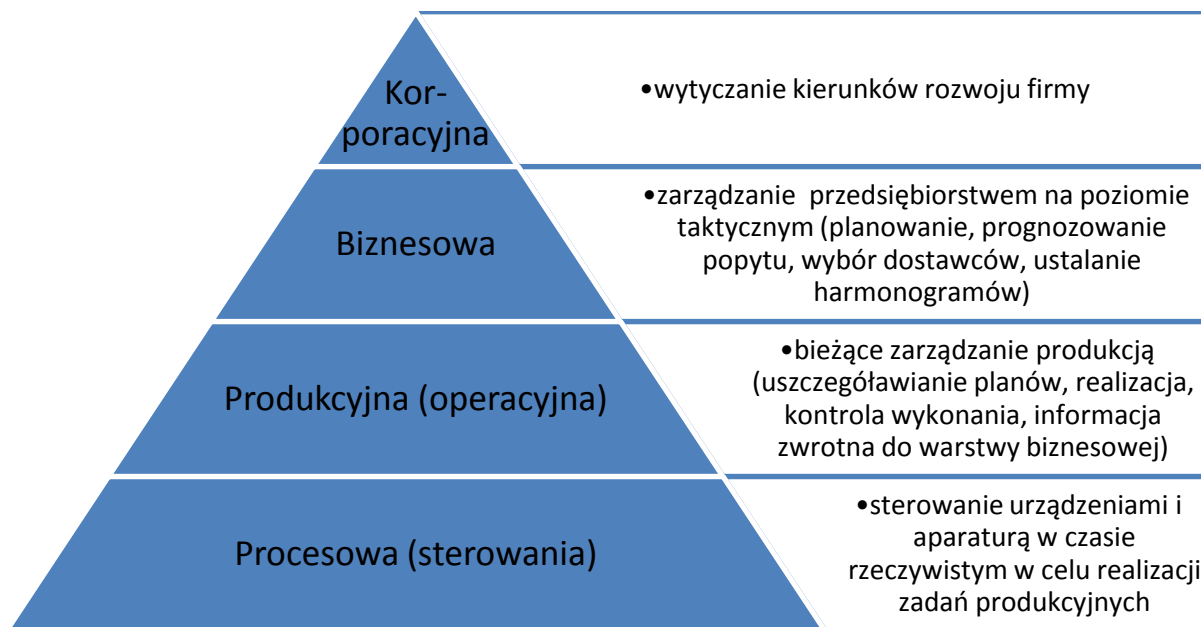 Kor-
poracyjna
•wytyczanie kierunków rozwoju firmy
Biznesowa
•zarządzanie przedsiębiorstwem na poziomie
taktycznym (planowanie, prognozowanie
popytu, wybór dostawców, ustalanie
harmonogramów)
Produkcyjna (operacyjna)
•bieżące zarządzanie produkcją
(uszczegóławianie planów, realizacja,
kontrola wykonania, informacja
zwrotna do warstwy biznesowej)
Procesowa (sterowania)
•sterowanie urządzeniami i
aparaturą w czasie
rzeczywistym w celu realizacji
zadań produkcyjnych